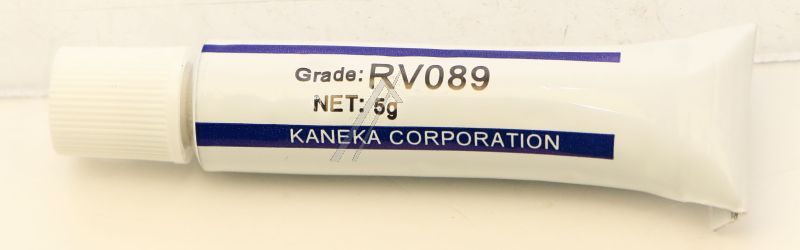 Grade: RV089
NET: 5g
KANEKA CORPORATION